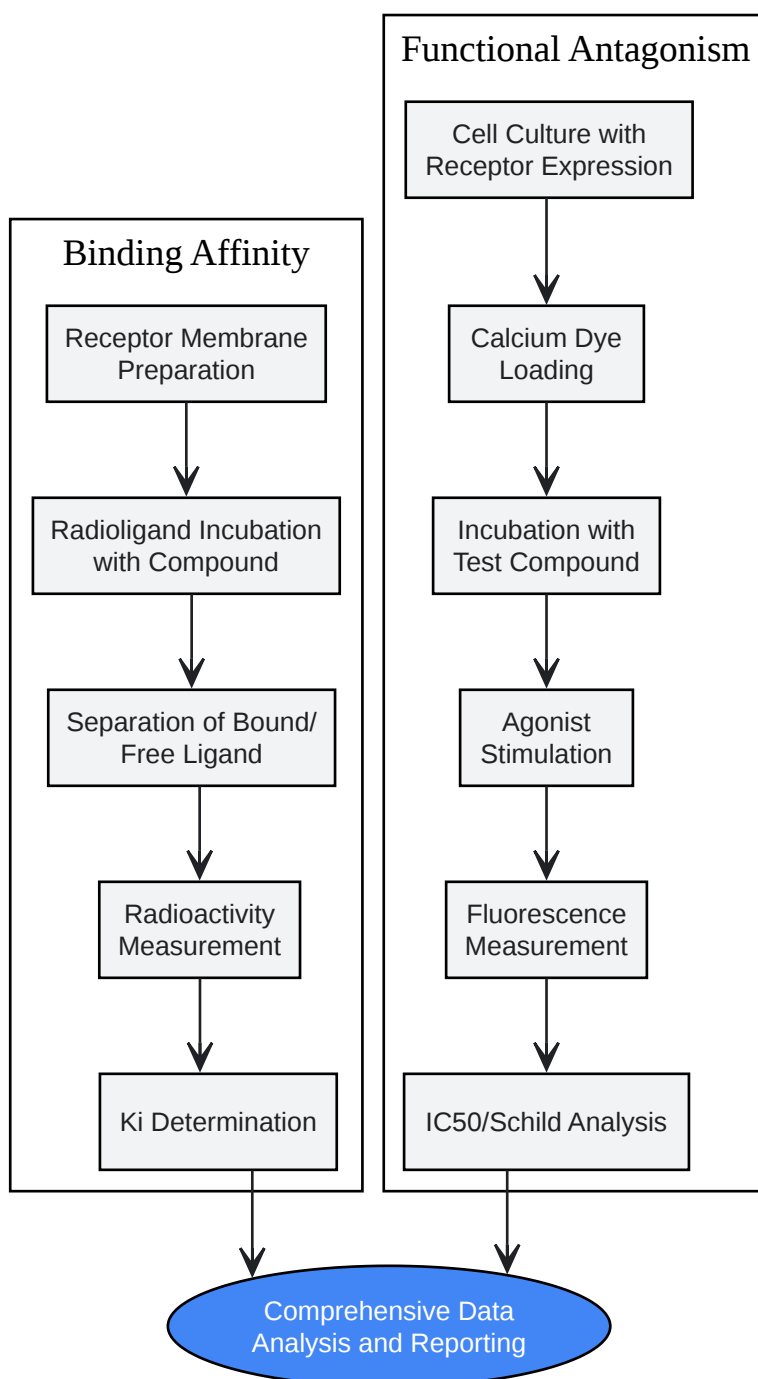 Binding Affinity
Receptor Membrane
Preparation
Radioligand Incubation
with Compound
Separation of Bound/
Free Ligand
Radioactivity
Measurement
Ki Determination
Functional Antagonism
Cell Culture with
Receptor Expression
Calcium Dye
Loading
Incubation with
Test Compound
Agonist
Stimulation
Fluorescence
Measurement
IC50/Schild Analysis
Comprehensive Data
Analysis and Reporting